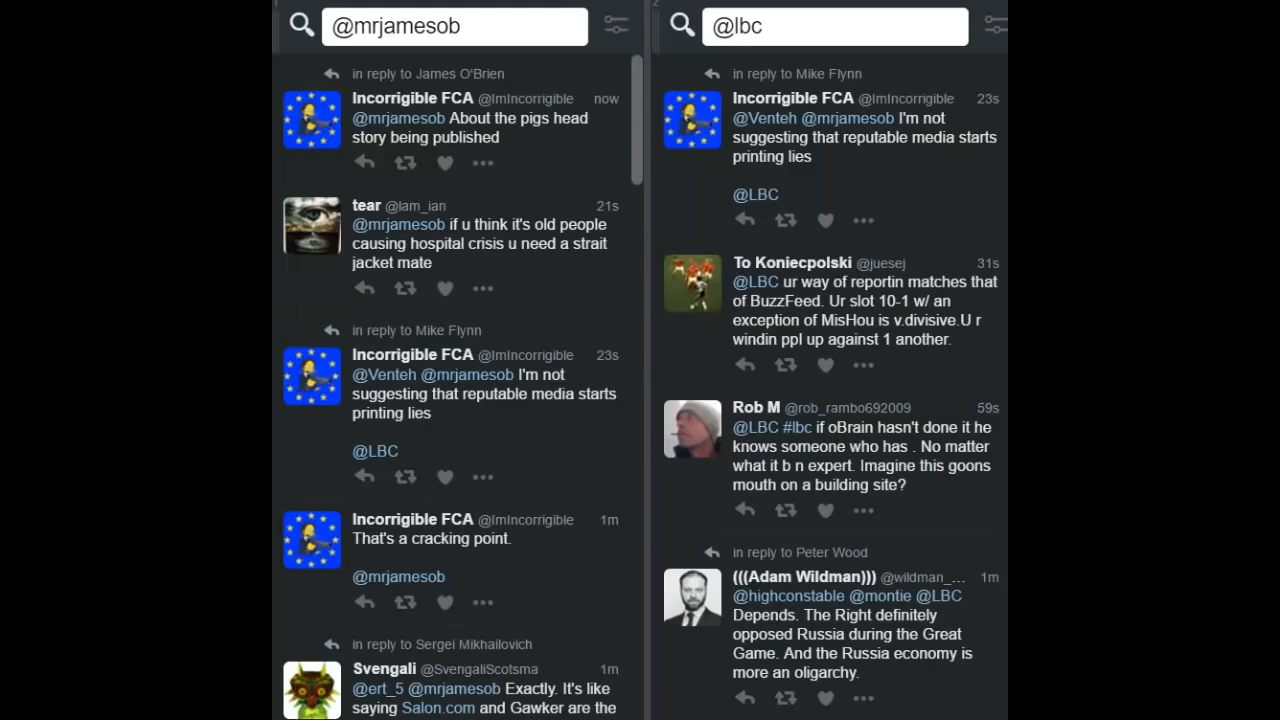 @mrjamesob
in reply to James O'Brien
Incorrigible FCA @ImIncorrigible now
@mrjamesob About the pigs head
story being published
tear @lam_ian 21s
@mrjamesob if u think it's old people
causing hospital crisis u need a strait
jacket mate
in reply to Mike Flynn
Incorrigible FCA @ImIncorrigible 23s
@Venteh @mrjamesob I'm not
suggesting that reputable media starts
printing lies
@LBC
Incorrigible FCA @ImIncorrigible 1m
That's a cracking point.
@mrjamesob
in reply to Sergei Mikhailovich
Svengali @SvengaliScotsma 1m
@ert_5 @mrjamesob Exactly. It's like
saying Salon.com and Gawker are the
2
@lbc
in reply to Mike Flynn
Incorrigible FCA @ImIncorrigible 23s
@Venteh @mrjamesob I'm not
suggesting that reputable media starts
printing lies
@LBC
To Koniecpolski @juesej 31s
@LBC ur way of reportin matches that
of BuzzFeed. Ur slot 10-1 w/ an
exception of MisHou is v.divisive.U r
windin ppl up against 1 another.
Rob M @rob_rambo692009 59s
@LBC #lbc if oBrain hasn't done it he
knows someone who has . No matter
what it b n expert. Imagine this goons
mouth on a building site?
in reply to Peter Wood
(((Adam Wildman))) @wildman_... 1m
@highconstable @montie @LBC
Depends. The Right definitely
opposed Russia during the Great
Game. And the Russia economy is
more an oligarchy.